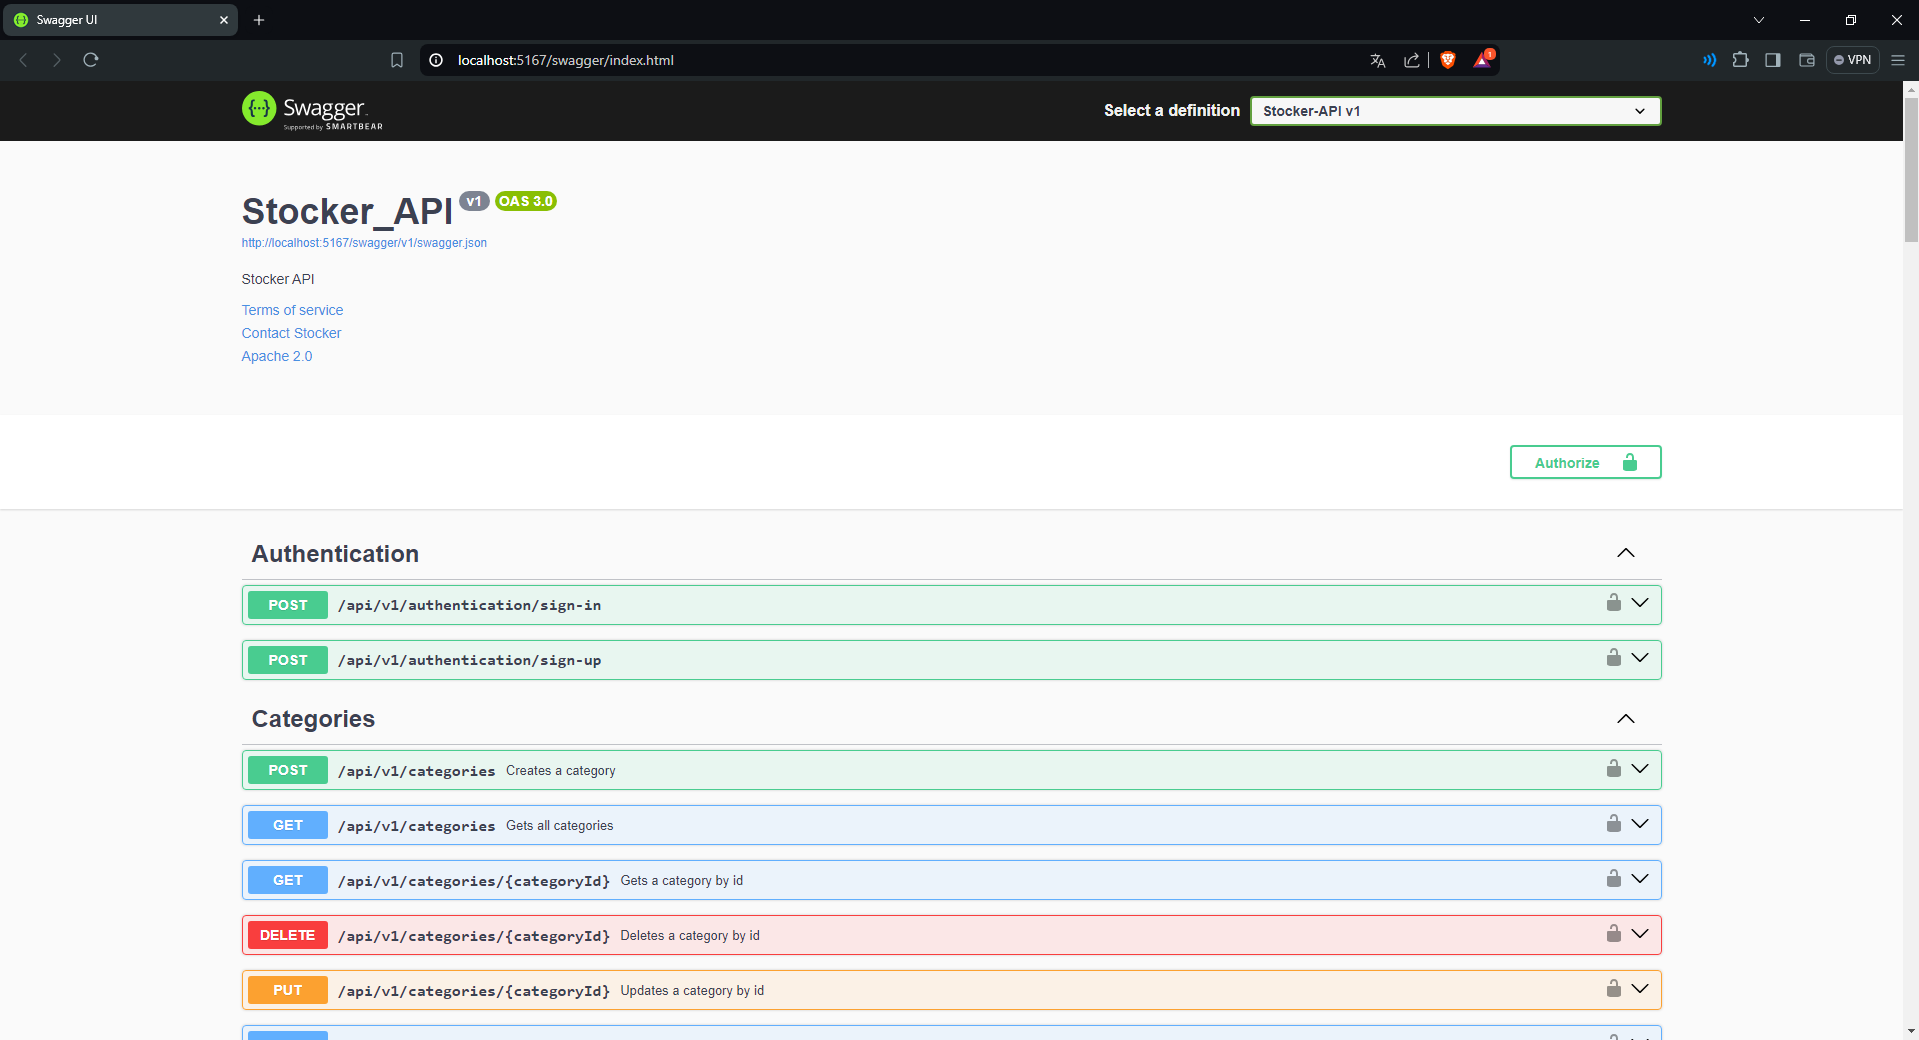 Swagger UI
localhost:5167/swagger/index.html
1
VPN
Swagger.
Supported by SMARTBEAR
Select a definition
Stocker-API v1
Stocker_API v1 OAS 3.0
http://localhost:5167/swagger/v1/swagger.json
Stocker API
Terms of service
Contact Stocker
Apache 2.0
Authorize
Authentication
POST /api/v1/authentication/sign-in
POST /api/v1/authentication/sign-up
Categories
POST /api/v1/categories Creates a category
GET /api/v1/categories Gets all categories
GET /api/v1/categories/{categoryId} Gets a category by id
DELETE /api/v1/categories/{categoryId} Deletes a category by id
PUT /api/v1/categories/{categoryId} Updates a category by id